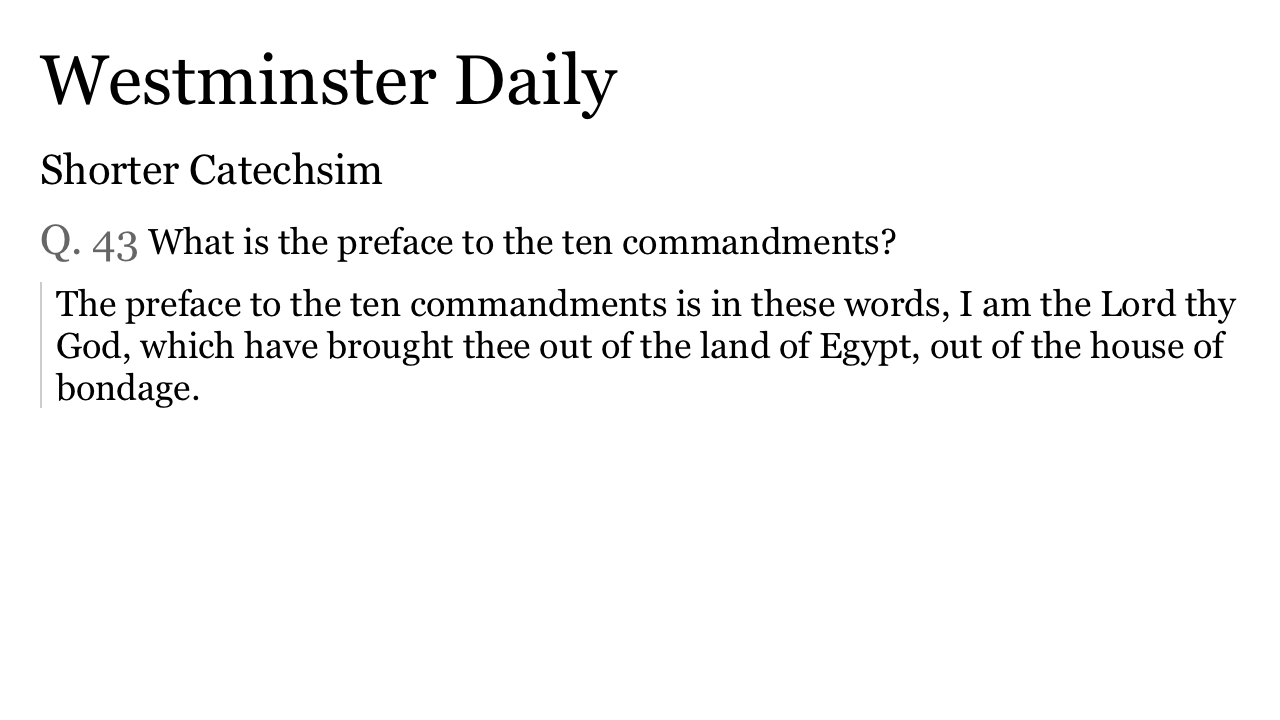 Westminster Daily
Shorter Catechsim
Q. 43 What is the preface to the ten commandments?
The preface to the ten commandments is in these words, I am the Lord thy
God, which have brought thee out of the land of Egypt, out of the house of
bondage.